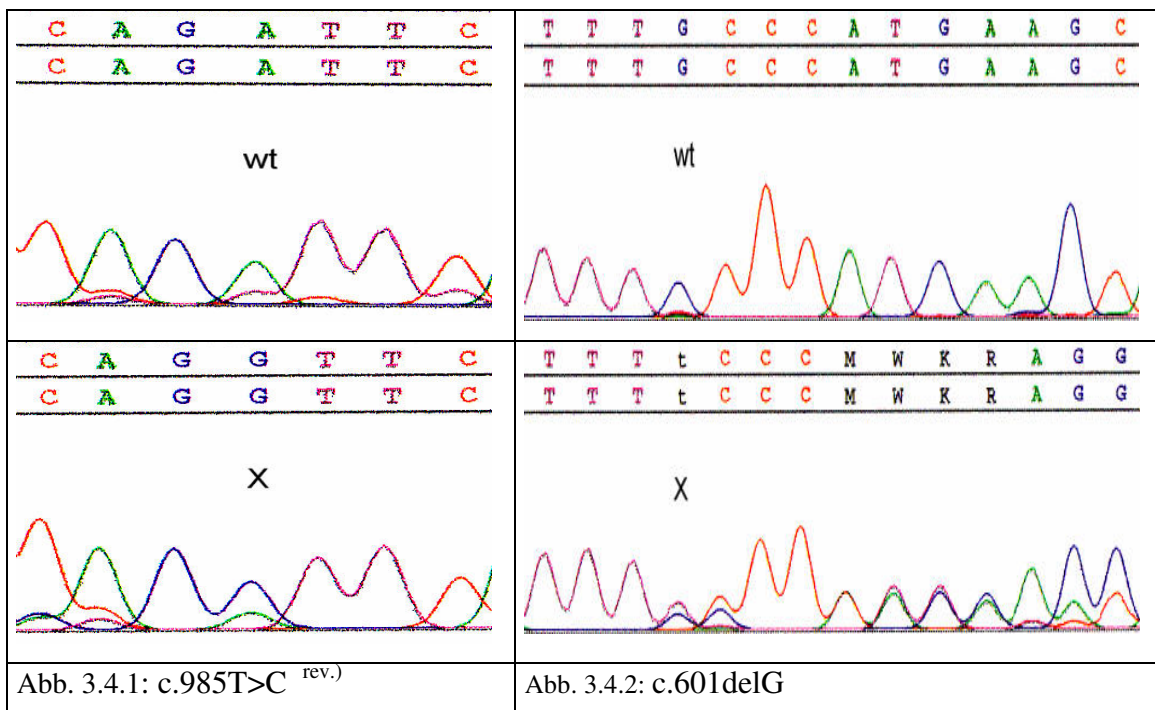 C A G A T T C
C A G A T T C
wt
T T T G C C C A T G A A G C
T T T G C C C A T G A A G C
wt
C A G G T T C
C A G G T T C
X
T T T t C C C M W K R A G G
T T T t C C C M W K R A G G
X
Abb. 3.4.1: c.985T>C rev.)
Abb. 3.4.2: c.601delG